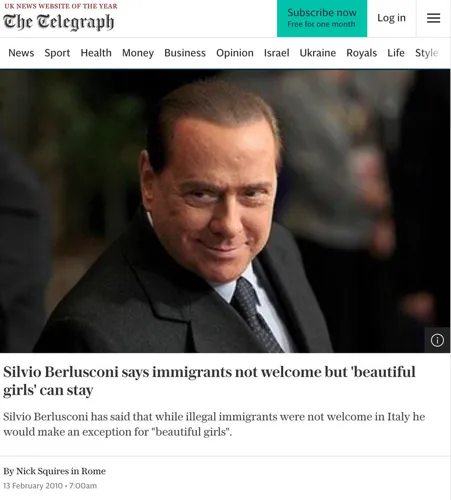 UK NEWS WEBSITE OF THE YEAR
The Telegraph
Subscribe now
Free for one month
Log in
News Sport Health Money Business Opinion Israel Ukraine Royals Life Style
Silvio Berlusconi says immigrants not welcome but 'beautiful
girls' can stay
Silvio Berlusconi has said that while illegal immigrants were not welcome in Italy he
would make an exception for "beautiful girls".
By Nick Squires in Rome
13 February 2010 • 7:00am